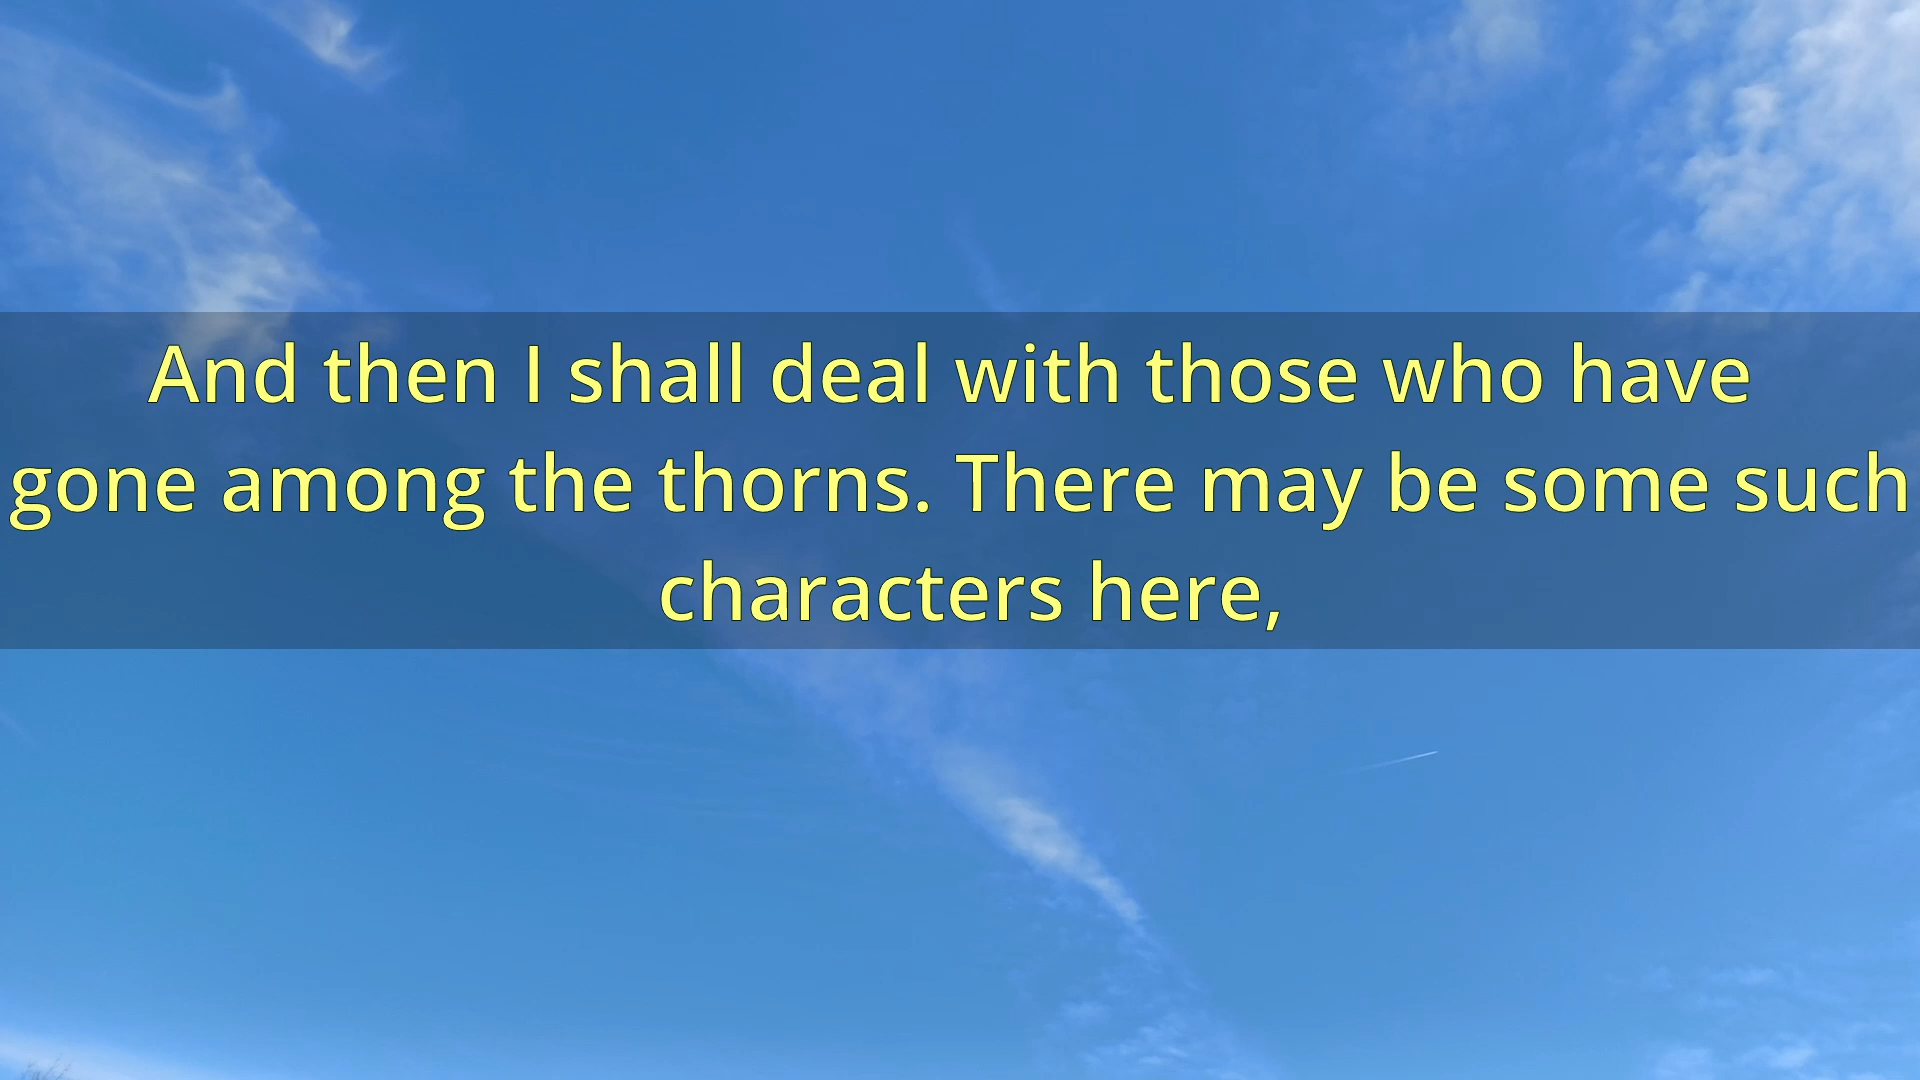 And then I shall deal with those who have
gone among the thorns. There may be some such
characters here,